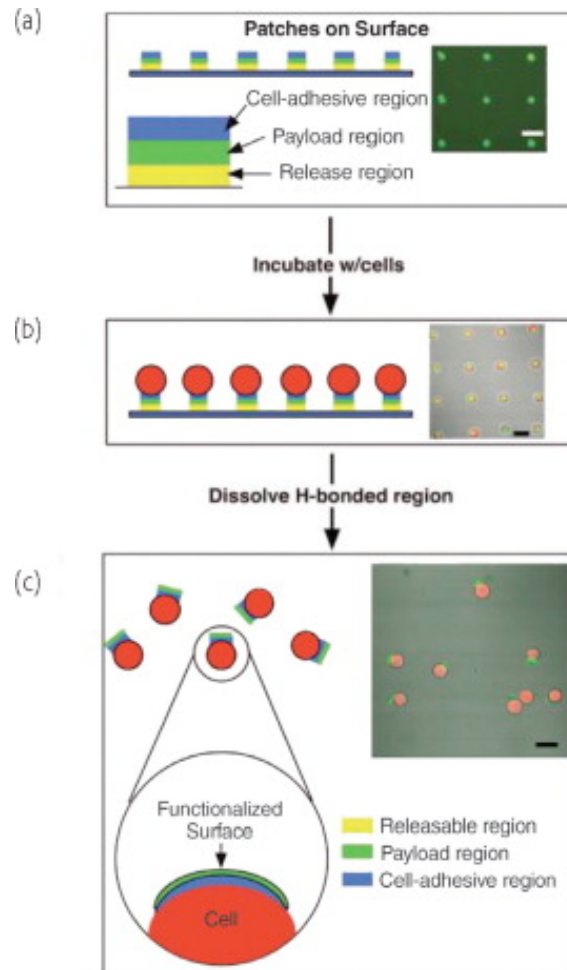 (a)
Patches on Surface
Cell-adhesive region
Payload region
Release region
Incubate w/cells
(b)
Dissolve H-bonded region
(c)
Functionalized
Surface
Cell
Releasable region
Payload region
Cell-adhesive region